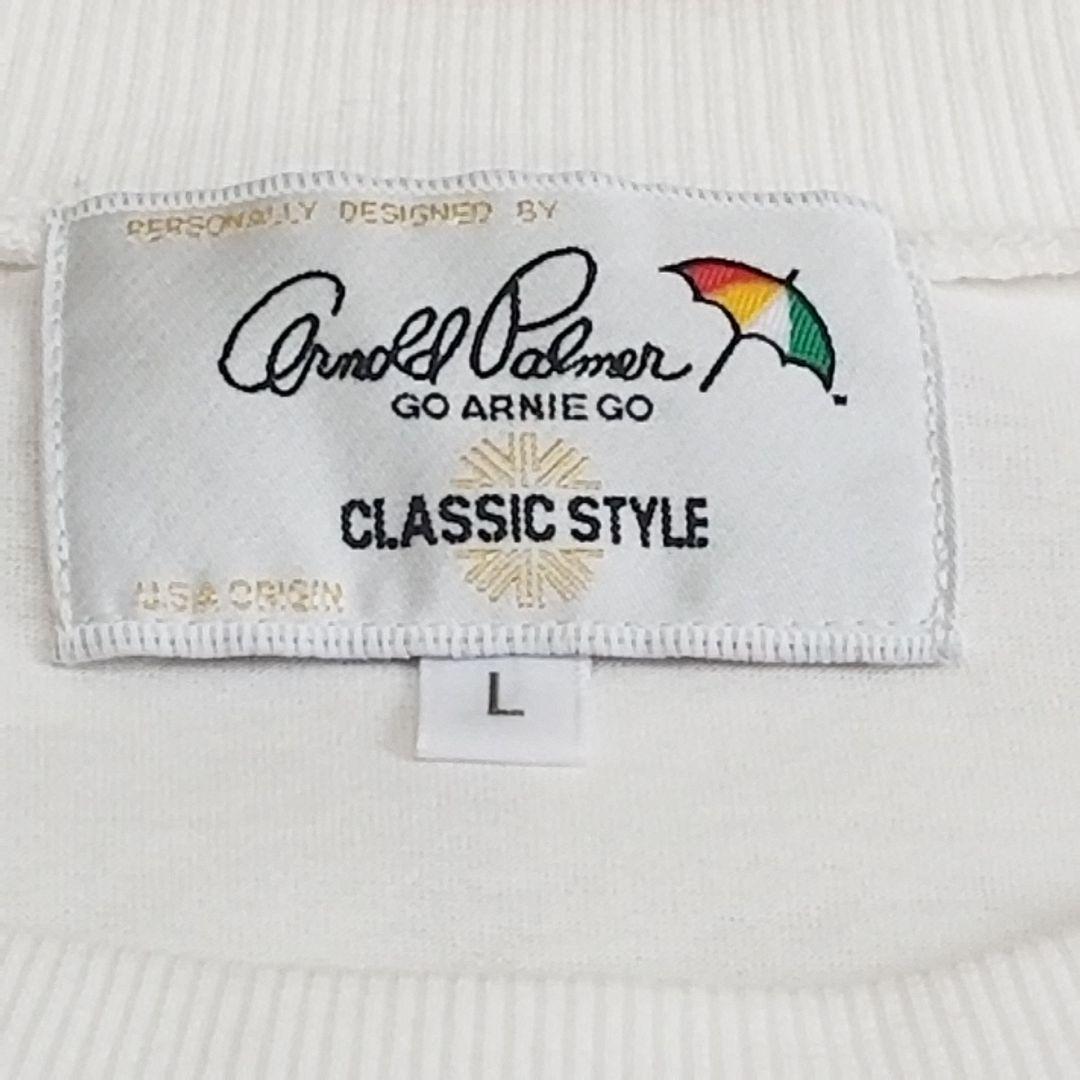 PERSONALLY DESIGNED BY
Arnold Palmer
GO ARNIE GO
CLASSIC STYLE
U.S.A ORIGIN
L